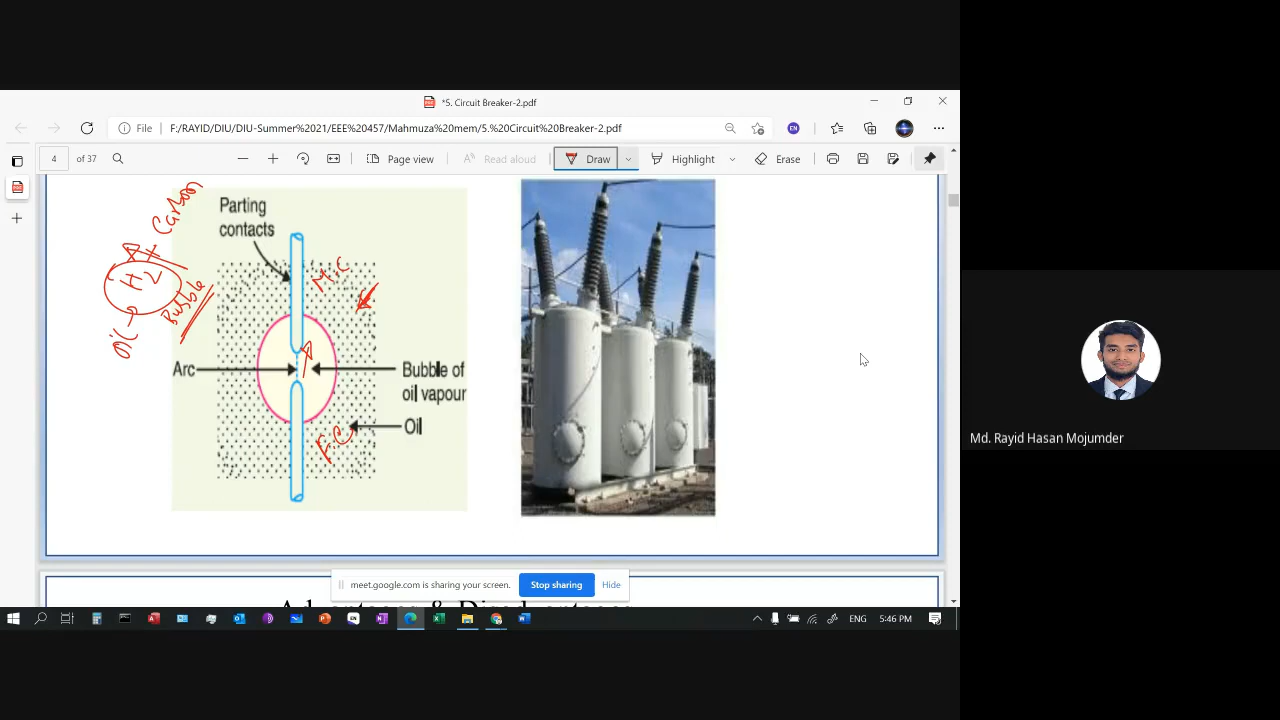 *5. Circuit Breaker-2.pdf
File | F:/RAYID/DIU/DIU-Summer%2021/EEE%20457/Mahmuza%20mem/5.%20Circuit%20Breaker-2.pdf
EN
4 of 37
Page view
Read aloud
Draw
Highlight
Erase
Parting
contacts
Carbon
H2
Bubble
Oil →
M.C
Arc
Bubble of
oil vapour
F.C
Oil
Md. Rayid Hasan Mojumder
meet.google.com is sharing your screen.
Stop sharing
Hide
Advantages & Disadvantages
ENG
5:46 PM